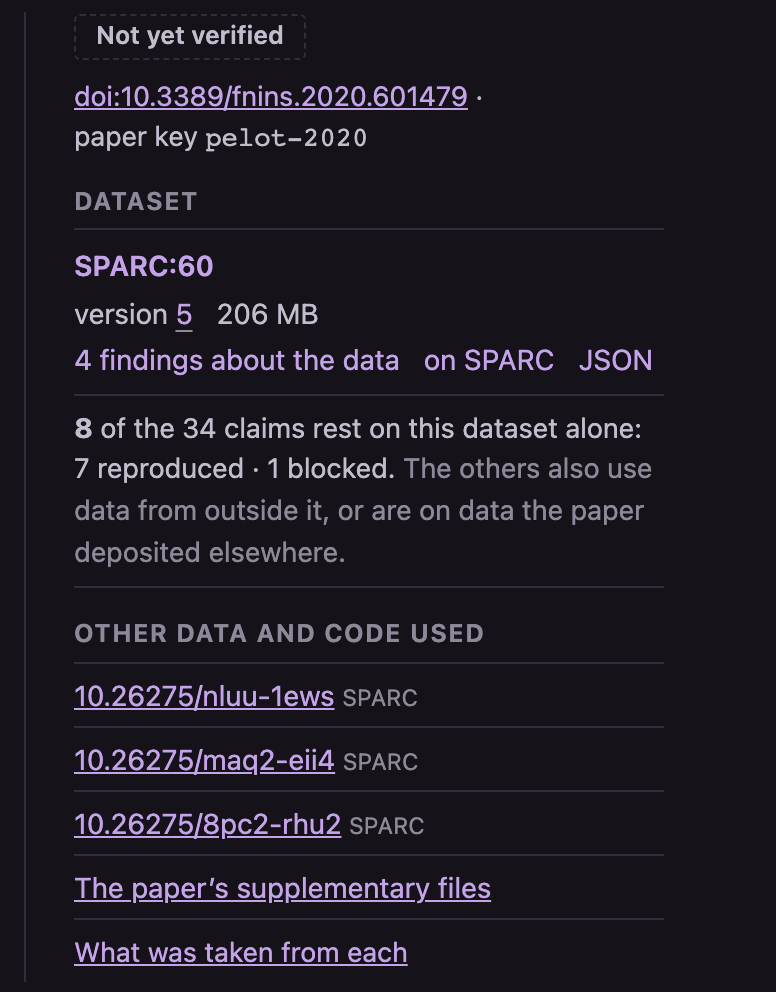 Not yet verified
doi:10.3389/fnins.2020.601479 ·
paper key pelot-2020
DATASET
SPARC:60
version 5 206 MB
4 findings about the data on SPARC JSON
8 of the 34 claims rest on this dataset alone:
7 reproduced · 1 blocked. The others also use
data from outside it, or are on data the paper
deposited elsewhere.
OTHER DATA AND CODE USED
10.26275/nluu-1ews SPARC
10.26275/maq2-eii4 SPARC
10.26275/8pc2-rhu2 SPARC
The paper’s supplementary files
What was taken from each